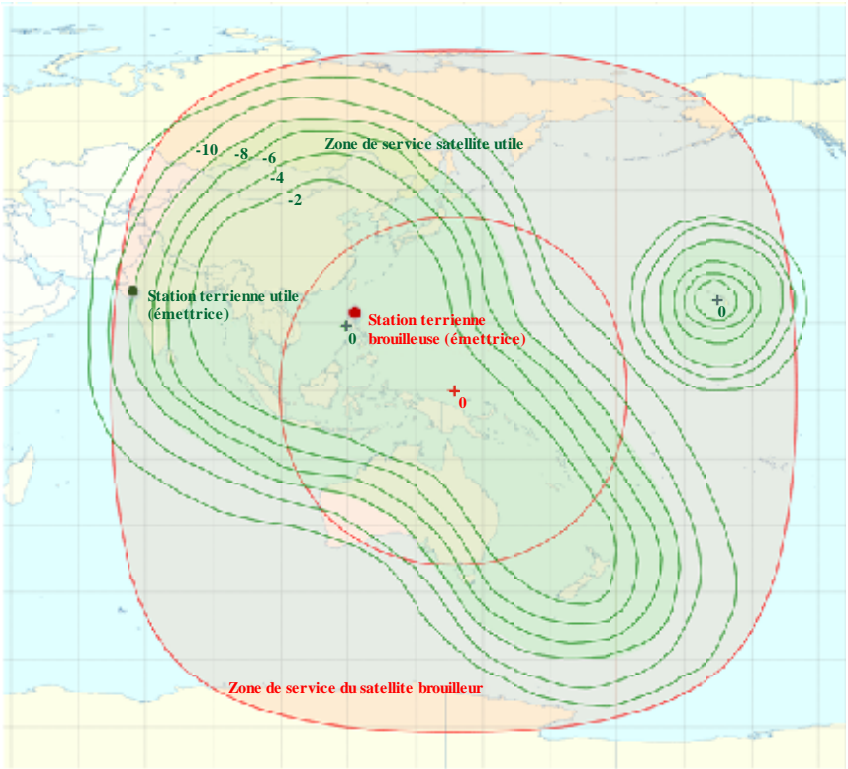 Zone de service satellite utile
-10
-8
-6
-4
-2
Station terrienne utile
(émettrice)
0
Station terrienne
brouilleuse (émettrice)
0
0
0
Zone de service du satellite brouilleur